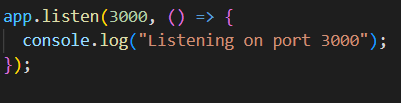 app.listen(3000, () => {
  console.log("Listening on port 3000");
});